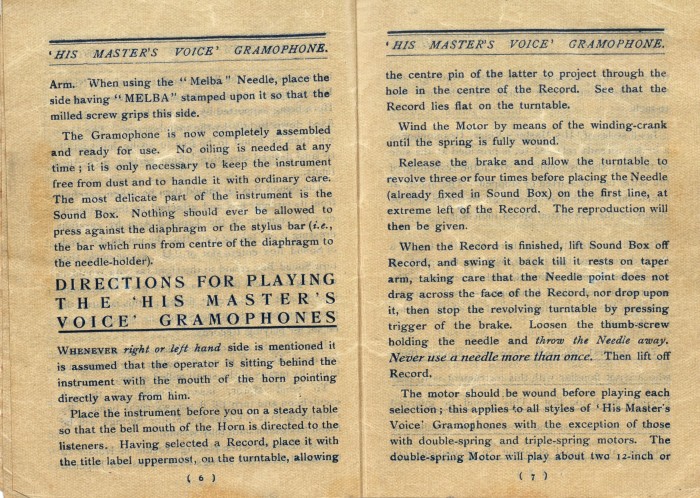 'HIS MASTER'S VOICE' GRAMOPHONE.
Arm. When using the "Melba" Needle, place the
side having "MELBA" stamped upon it so that the
milled screw grips this side.
The Gramophone is now completely assembled
and ready for use. No oiling is needed at any
time; it is only necessary to keep the instrument
free from dust and to handle it with ordinary care.
The most delicate part of the instrument is the
Sound Box. Nothing should ever be allowed to
press against the diaphragm or the stylus bar (i.e.,
the bar which runs from centre of the diaphragm to
the needle-holder).
DIRECTIONS FOR PLAYING
THE 'HIS MASTER'S
VOICE' GRAMOPHONES
WHENEVER right or left hand side is mentioned it
is assumed that the operator is sitting behind the
instrument with the mouth of the horn pointing
directly away from him.
Place the instrument before you on a steady table
so that the bell mouth of the Horn is directed to the
listeners. Having selected a Record, place it with
the title label uppermost, on the turntable, allowing
( 6 )
'HIS MASTER'S VOICE' GRAMOPHONE.
the centre pin of the latter to project through the
hole in the centre of the Record. See that the
Record lies flat on the turntable.
Wind the Motor by means of the winding-crank
until the spring is fully wound.
Release the brake and allow the turntable to
revolve three or four times before placing the Needle
(already fixed in Sound Box) on the first line, at
extreme left of the Record. The reproduction will
then be given.
When the Record is finished, lift Sound Box off
Record, and swing it back till it rests on taper
arm, taking care that the Needle point does not
drag across the face of the Record, nor drop upon
it, then stop the revolving turntable by pressing
trigger of the brake. Loosen the thumb-screw
holding the needle and throw the Needle away.
Never use a needle more than once. Then lift off
Record.
The motor should be wound before playing each
selection; this applies to all styles of 'His Master's
Voice' Gramophones with the exception of those
with double-spring and triple-spring motors. The
double-spring Motor will play about two 12-inch or
( 7 )